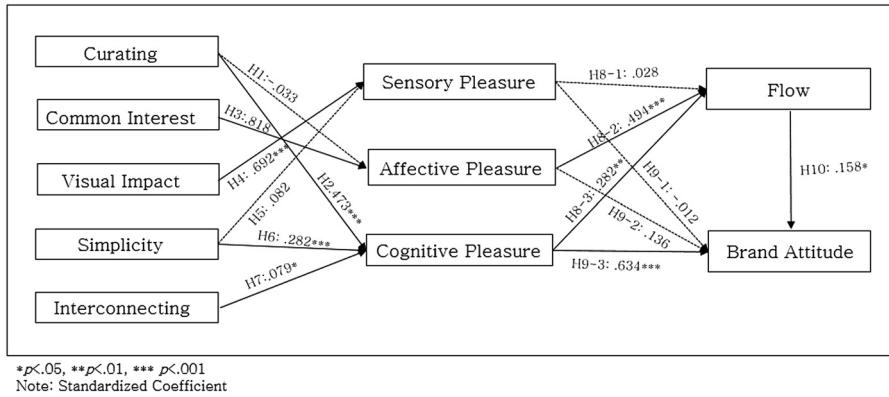 Curating
Common Interest
Visual Impact
Simplicity
Interconnecting
H1:-.033
H3:.818
H4: .692***
H5: .082
H2.473***
H6: .282***
H7:.079*
Sensory Pleasure
Affective Pleasure
Cognitive Pleasure
H8-1: .028
H8-2: .494***
H8-3: .282***
H9-1: -.012
H9-2: .136
H9-3: .634***
Flow
H10: .158*
Brand Attitude
*p<.05, **p<.01, *** p<.001
Note: Standardized Coefficient